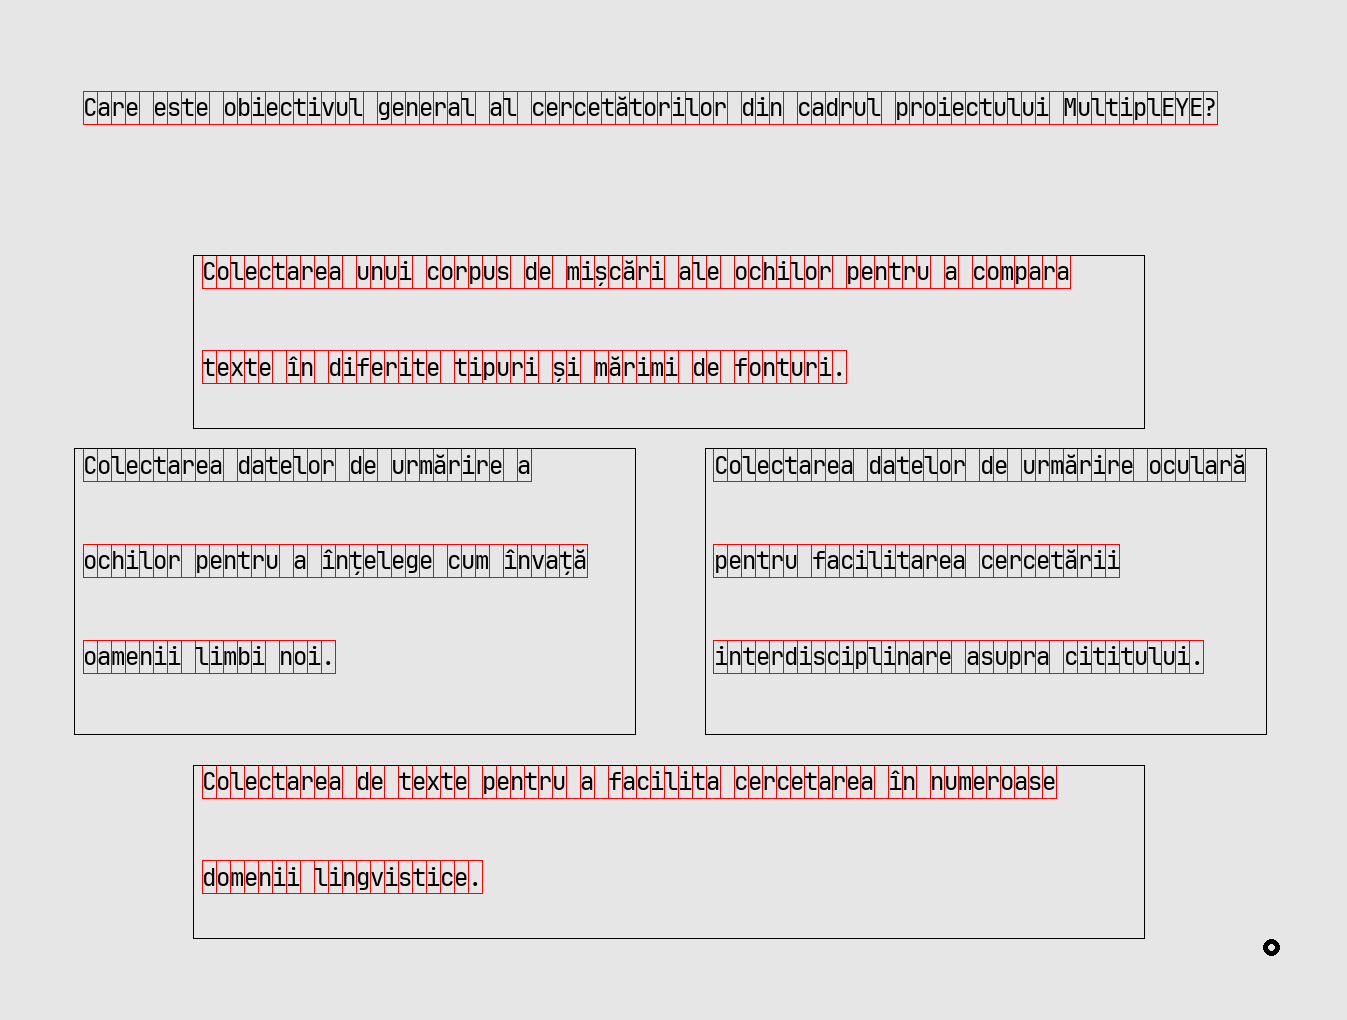 Care este obiectivul general al cercetătorilor din cadrul proiectului MultiplEYE?
Colectarea unui corpus de mișcări ale ochilor pentru a compara
texte în diferite tipuri și mărimi de fonturi.
Colectarea datelor de urmărire a
ochilor pentru a înțelege cum învață
oamenii limbi noi.
Colectarea datelor de urmărire oculară
pentru facilitarea cercetării
interdisciplinare asupra cititului.
Colectarea de texte pentru a facilita cercetarea în numeroase
domenii lingvistice.